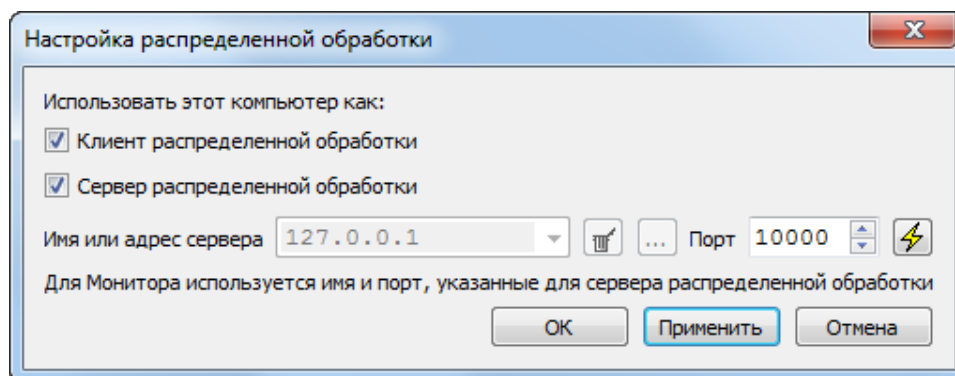 Настройка распределенной обработки
Использовать этот компьютер как:
Клиент распределенной обработки
Сервер распределенной обработки
Имя или адрес сервера 127.0.0.1 ... Порт 10000
Для Монитора используется имя и порт, указанные для сервера распределенной обработки
ОК Применить Отмена